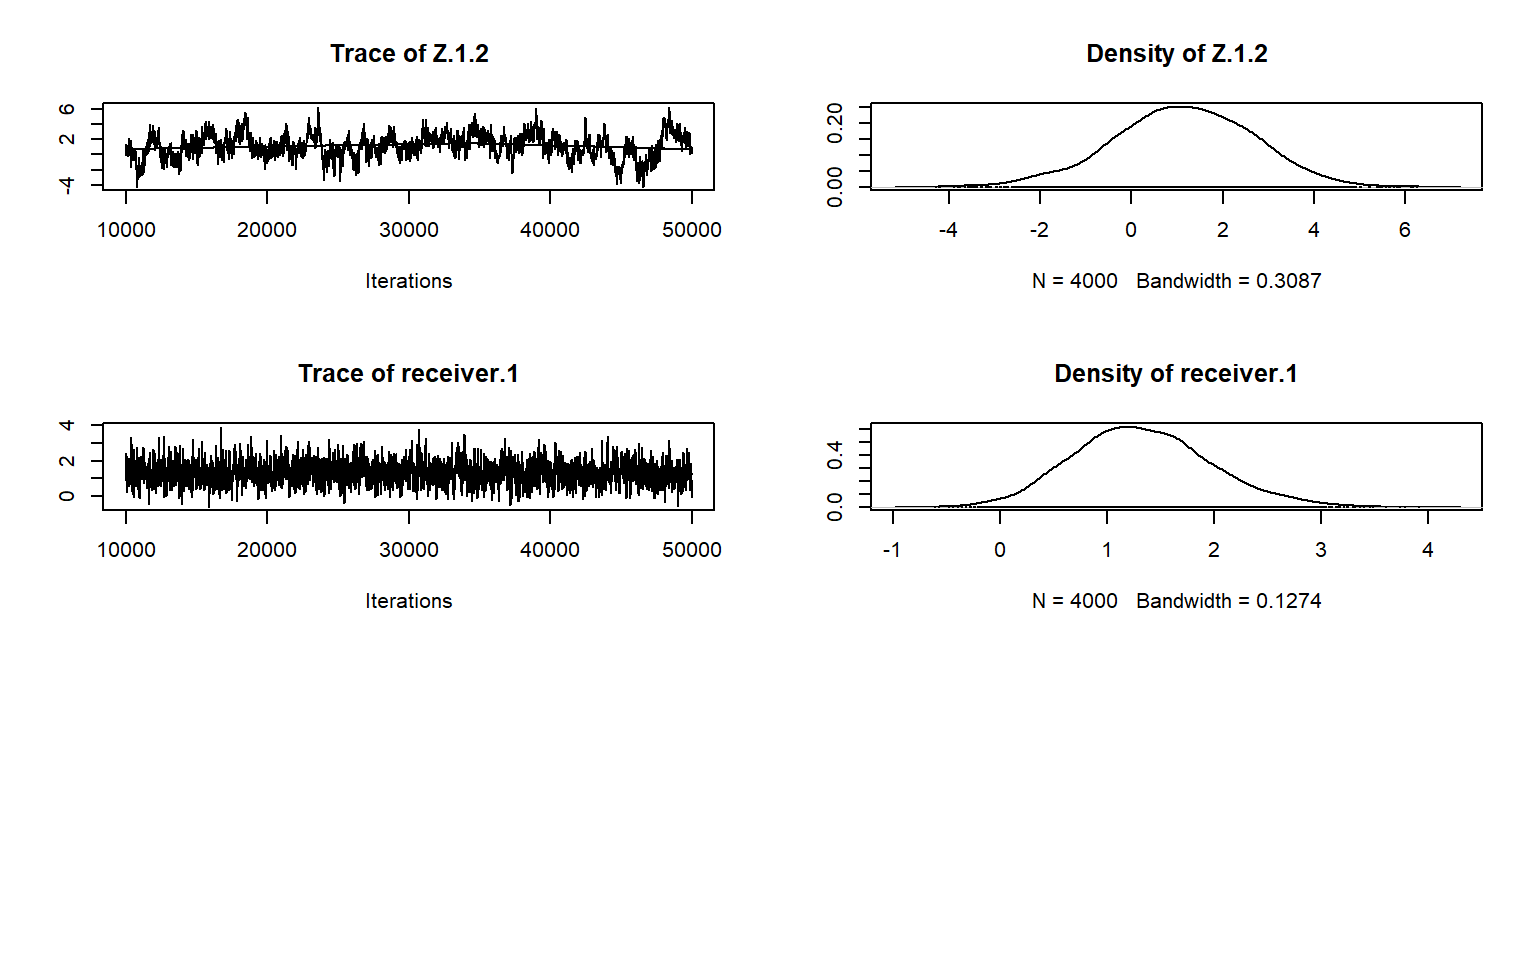 Trace of Z.1.2
6
2
-4
10000 20000 30000 40000 50000
Iterations
Density of Z.1.2
0.20
0.00
-4 -2 0 2 4 6
N = 4000 Bandwidth = 0.3087
Trace of receiver.1
4
2
0
10000 20000 30000 40000 50000
Iterations
Density of receiver.1
0.4
0.0
-1 0 1 2 3 4
N = 4000 Bandwidth = 0.1274